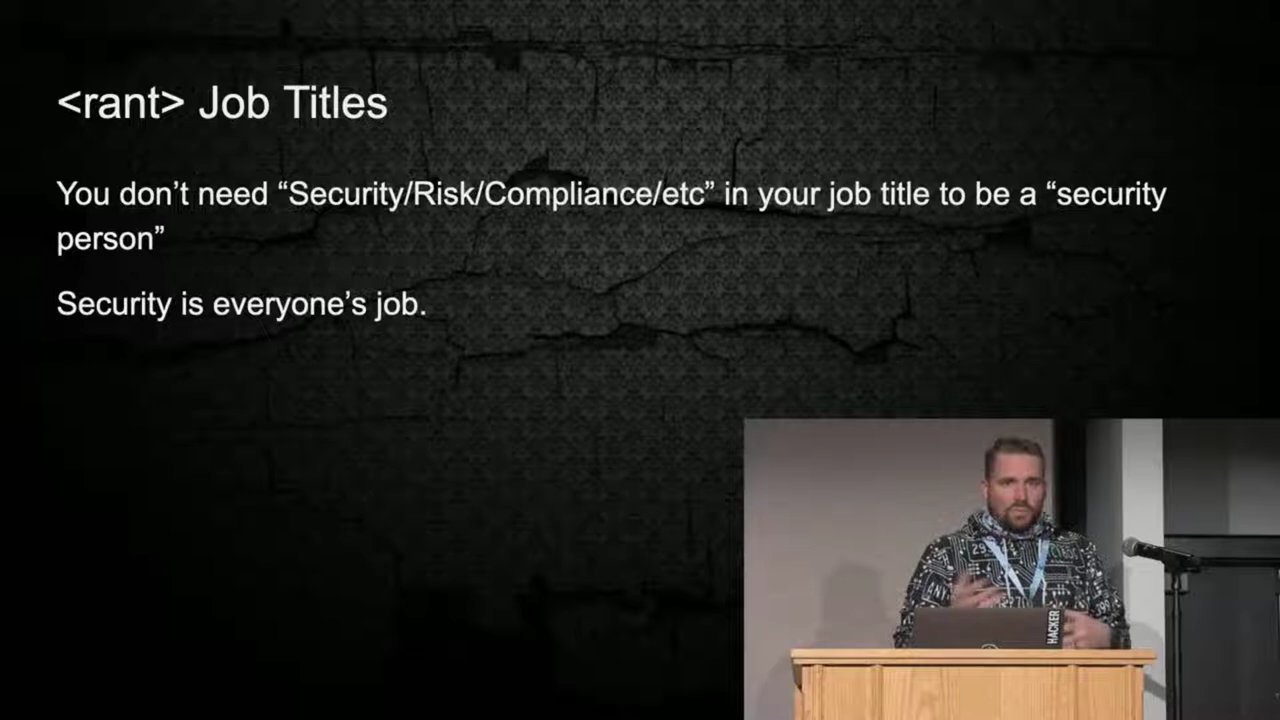 <rant> Job Titles
You don’t need “Security/Risk/Compliance/etc” in your job title to be a “security
person”
Security is everyone’s job.
HACKER